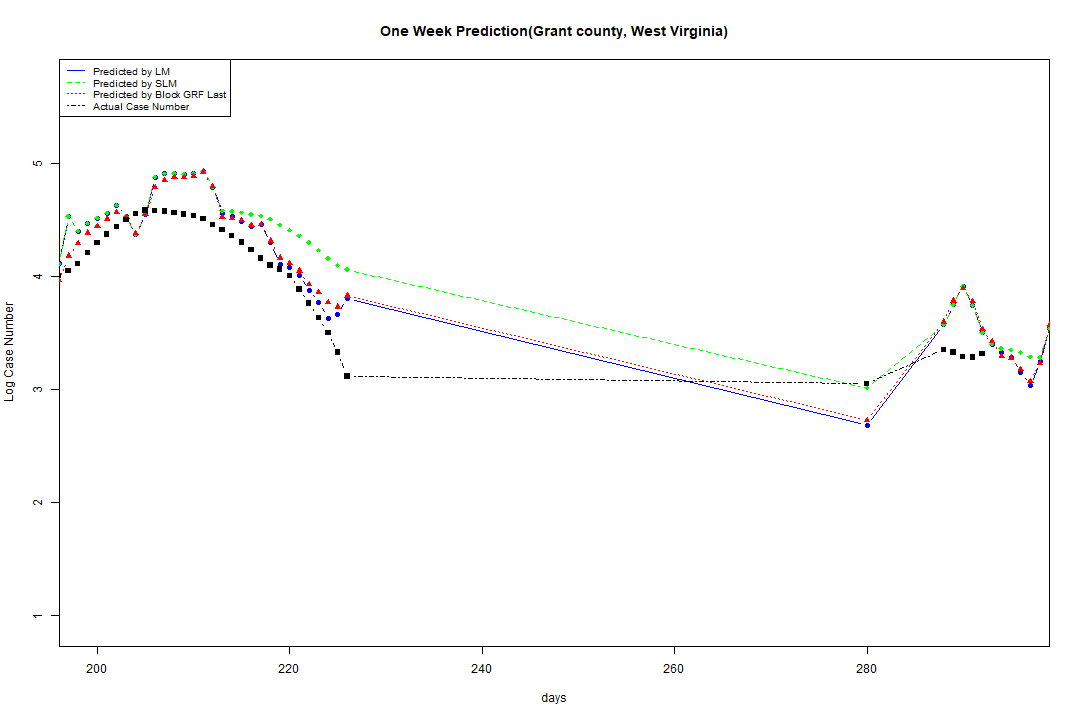 One Week Prediction(Grant county, West Virginia)
Predicted by LM
Predicted by SLM
Predicted by Block GRF Last
Actual Case Number
5
4
3
2
1
Log Case Number
200 220 240 260 280
days